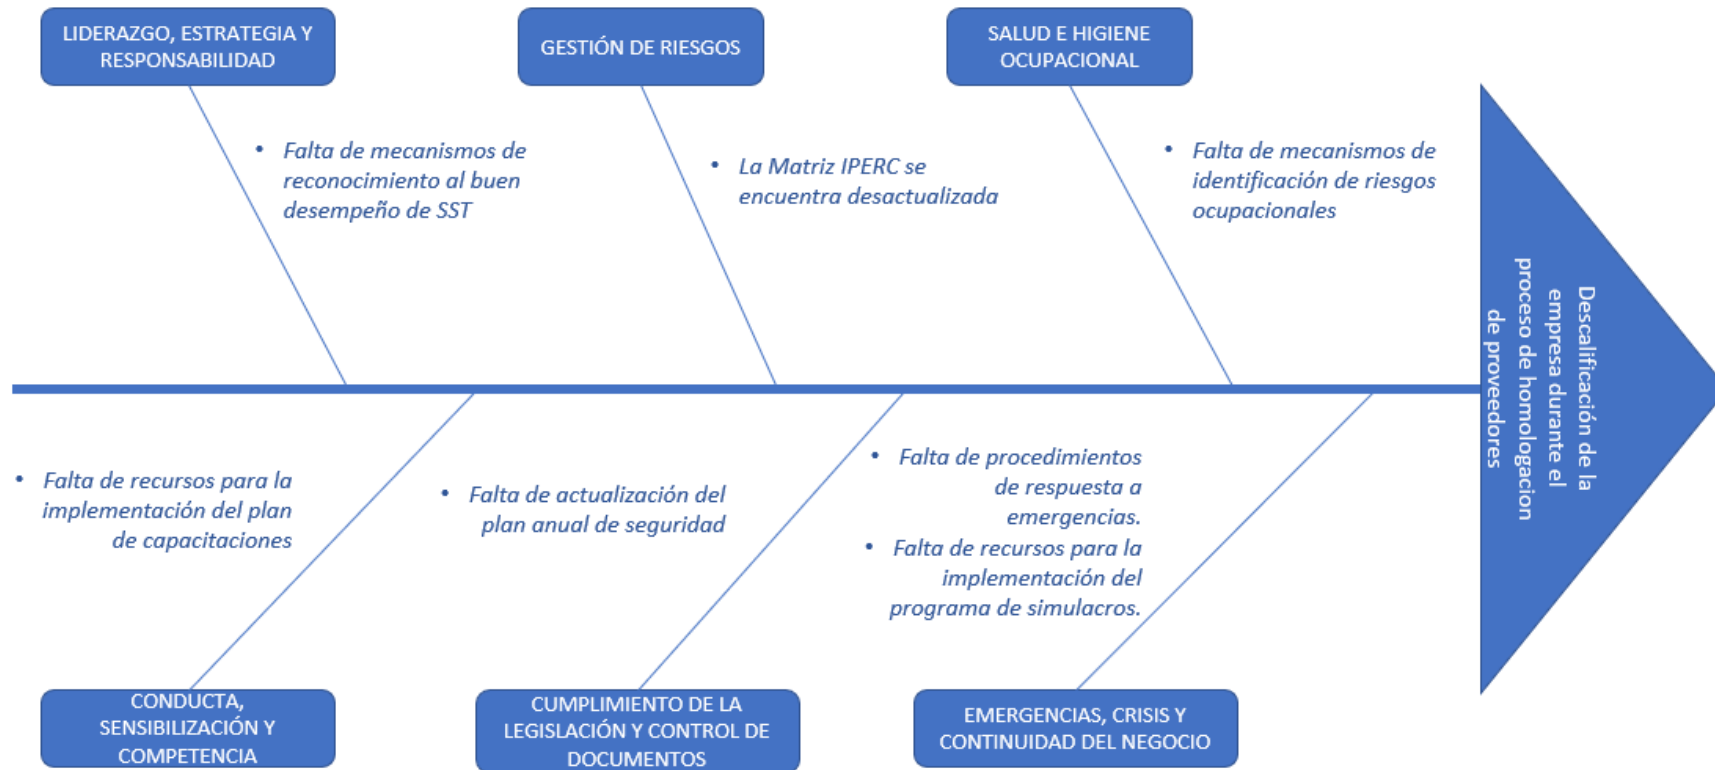 LIDERAZGO, ESTRATEGIA Y
RESPONSABILIDAD
GESTIÓN DE RIESGOS
SALUD E HIGIENE
OCUPACIONAL
• Falta de mecanismos de
reconocimiento al buen
desempeño de SST
• La Matriz IPERC se
encuentra desactualizada
• Falta de mecanismos de
identificación de riesgos
ocupacionales
Descalificación de la
empresa durante el
proceso de homologacion
de proveedores
• Falta de recursos para la
implementación del plan
de capacitaciones
• Falta de actualización del
plan anual de seguridad
• Falta de procedimientos
de respuesta a
emergencias.
• Falta de recursos para la
implementación del
programa de simulacros.
CONDUCTA,
SENSIBILIZACIÓN Y
COMPETENCIA
CUMPLIMIENTO DE LA
LEGISLACIÓN Y CONTROL DE
DOCUMENTOS
EMERGENCIAS, CRISIS Y
CONTINUIDAD DEL NEGOCIO